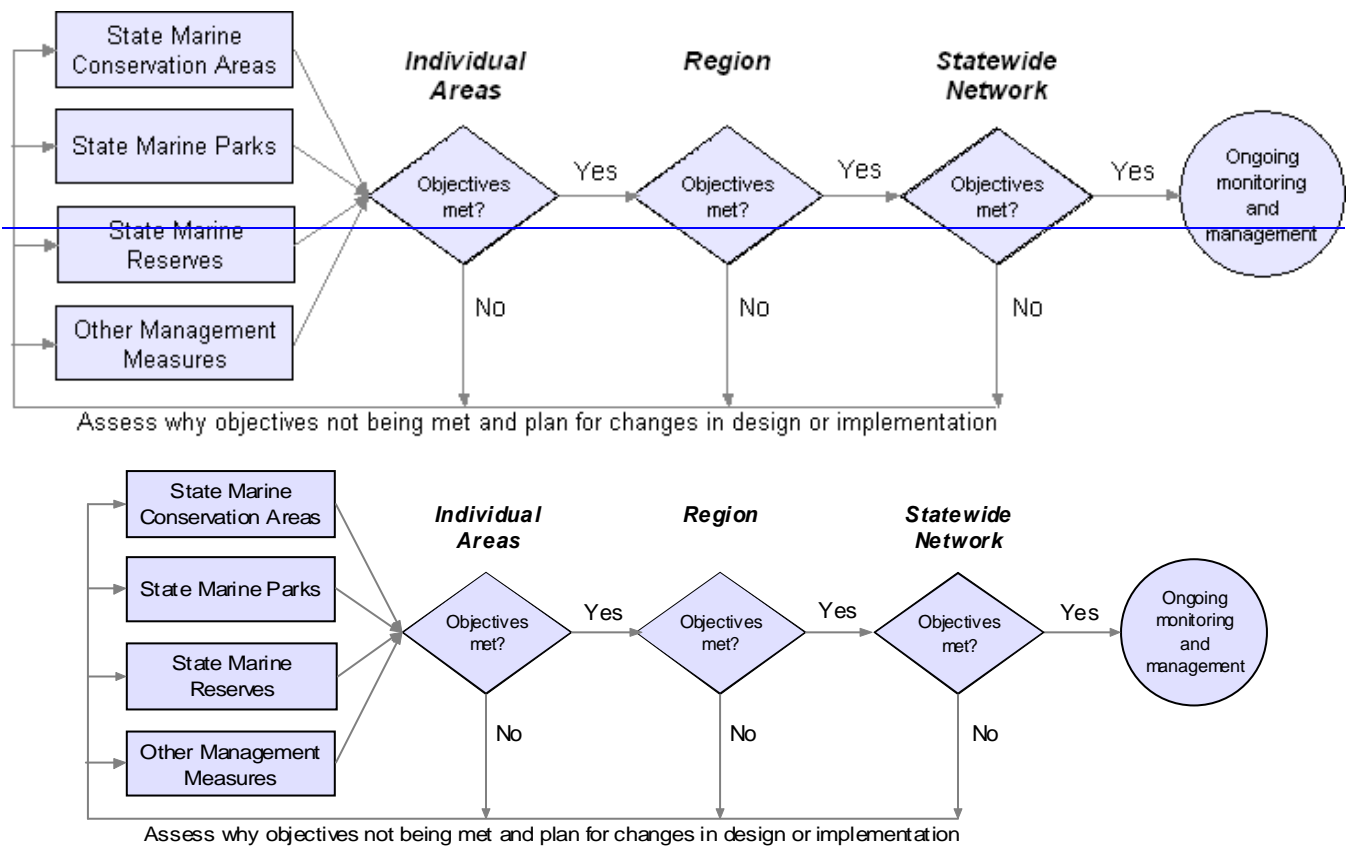 State Marine
Conservation Areas
State Marine Parks
State Marine
Reserves
Other Management
Measures
Individual
Areas
Region
Statewide
Network
Objectives
met?
Yes
Objectives
met?
Yes
Objectives
met?
Yes
Ongoing
monitoring
and
management
No
No
No
Assess why objectives not being met and plan for changes in design or implementation
State Marine
Conservation Areas
State Marine Parks
State Marine
Reserves
Other Management
Measures
Individual
Areas
Region
Statewide
Network
Objectives
met?
Yes
Objectives
met?
Yes
Objectives
met?
Yes
Ongoing
monitoring
and
management
No
No
No
Assess why objectives not being met and plan for changes in design or implementation